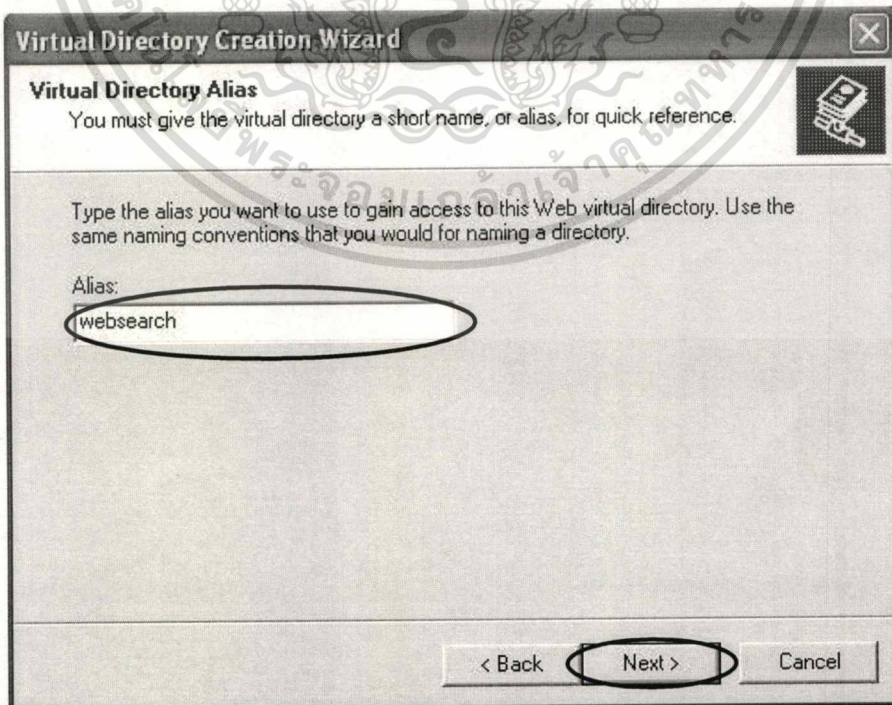 Virtual Directory Creation Wizard
Virtual Directory Alias
You must give the virtual directory a short name, or alias, for quick reference.
Type the alias you want to use to gain access to this Web virtual directory. Use the
same naming conventions that you would for naming a directory.
Alias:
websearch
< Back Next > Cancel